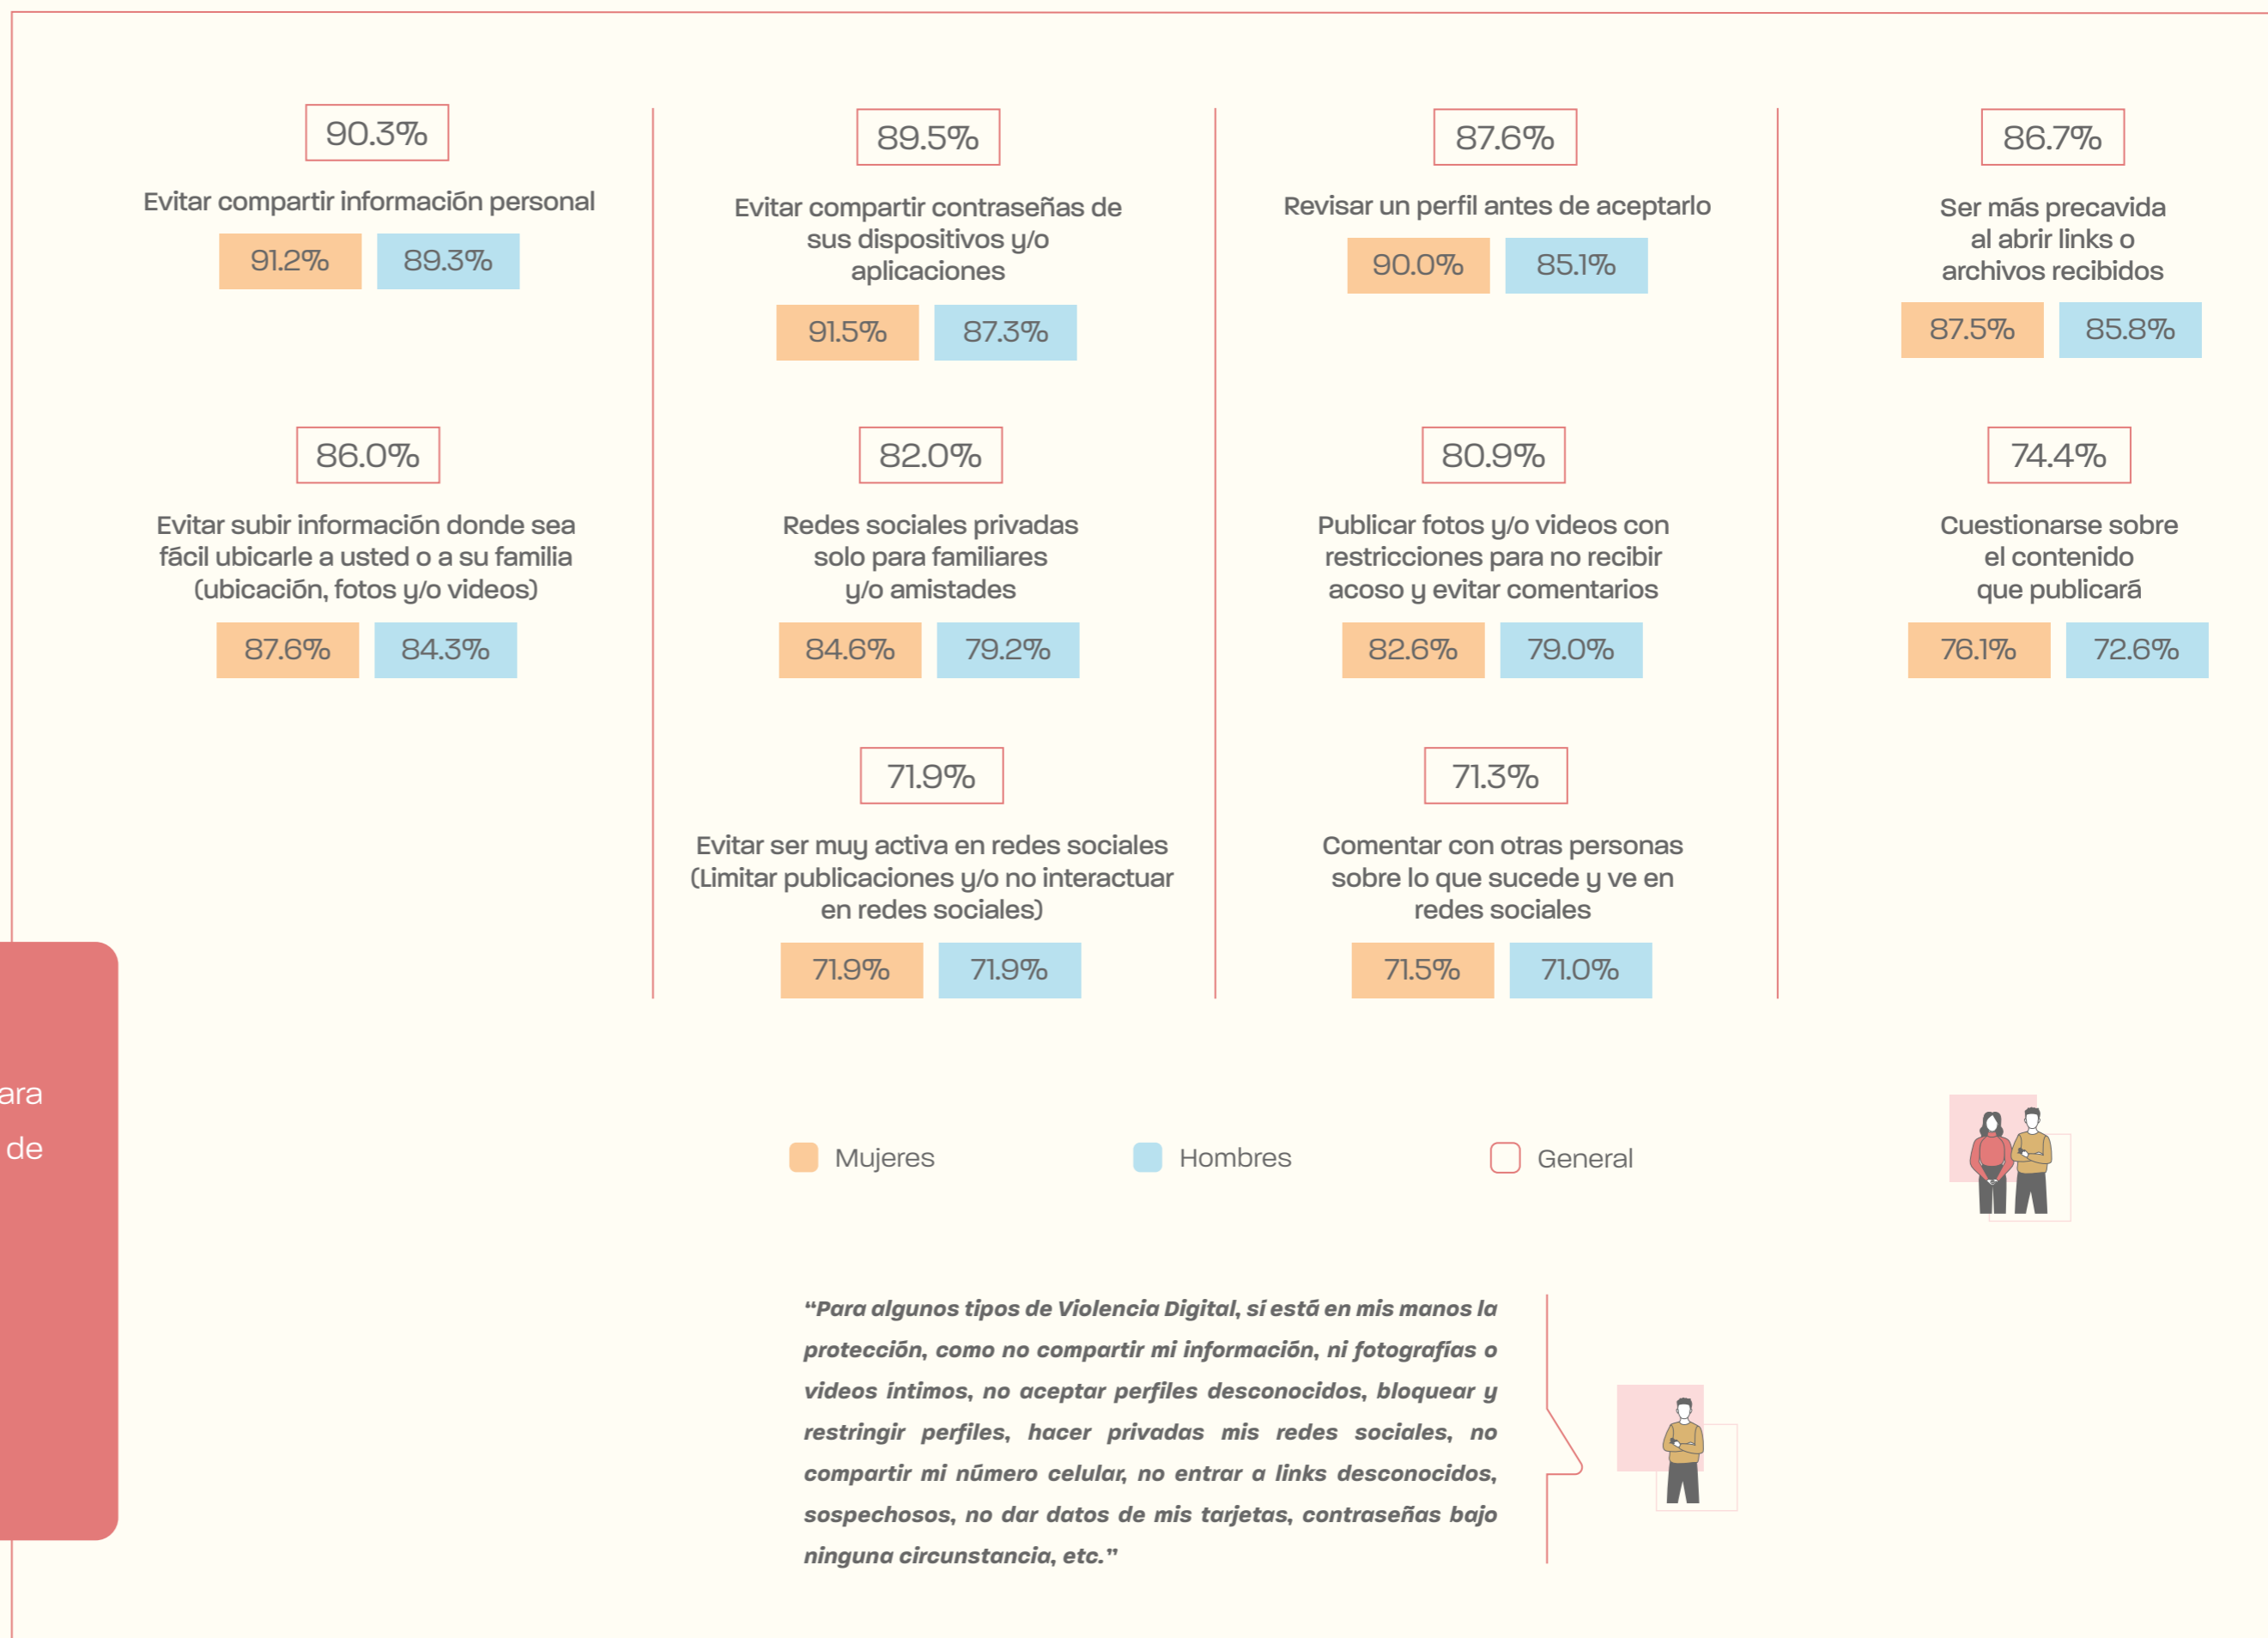 90.3%
Evitar compartir información personal
91.2% 89.3%
89.5%
Evitar compartir contraseñas de
sus dispositivos y/o
aplicaciones
91.5% 87.3%
87.6%
Revisar un perfil antes de aceptarlo
90.0% 85.1%
86.7%
Ser más precavida
al abrir links o
archivos recibidos
87.5% 85.8%
86.0%
Evitar subir información donde sea
fácil ubicarle a usted o a su familia
(ubicación, fotos y/o videos)
87.6% 84.3%
82.0%
Redes sociales privadas
solo para familiares
y/o amistades
84.6% 79.2%
80.9%
Publicar fotos y/o videos con
restricciones para no recibir
acoso y evitar comentarios
82.6% 79.0%
74.4%
Cuestionarse sobre
el contenido
que publicará
76.1% 72.6%
71.9%
Evitar ser muy activa en redes sociales
(Limitar publicaciones y/o no interactuar
en redes sociales)
71.9% 71.9%
71.3%
Comentar con otras personas
sobre lo que sucede y ve en
redes sociales
71.5% 71.0%
ara
de
Mujeres Hombres General
“Para algunos tipos de Violencia Digital, sí está en mis manos la
protección, como no compartir mi información, ni fotografías o
videos íntimos, no aceptar perfiles desconocidos, bloquear y
restringir perfiles, hacer privadas mis redes sociales, no
compartir mi número celular, no entrar a links desconocidos,
sospechosos, no dar datos de mis tarjetas, contraseñas bajo
ninguna circunstancia, etc.”